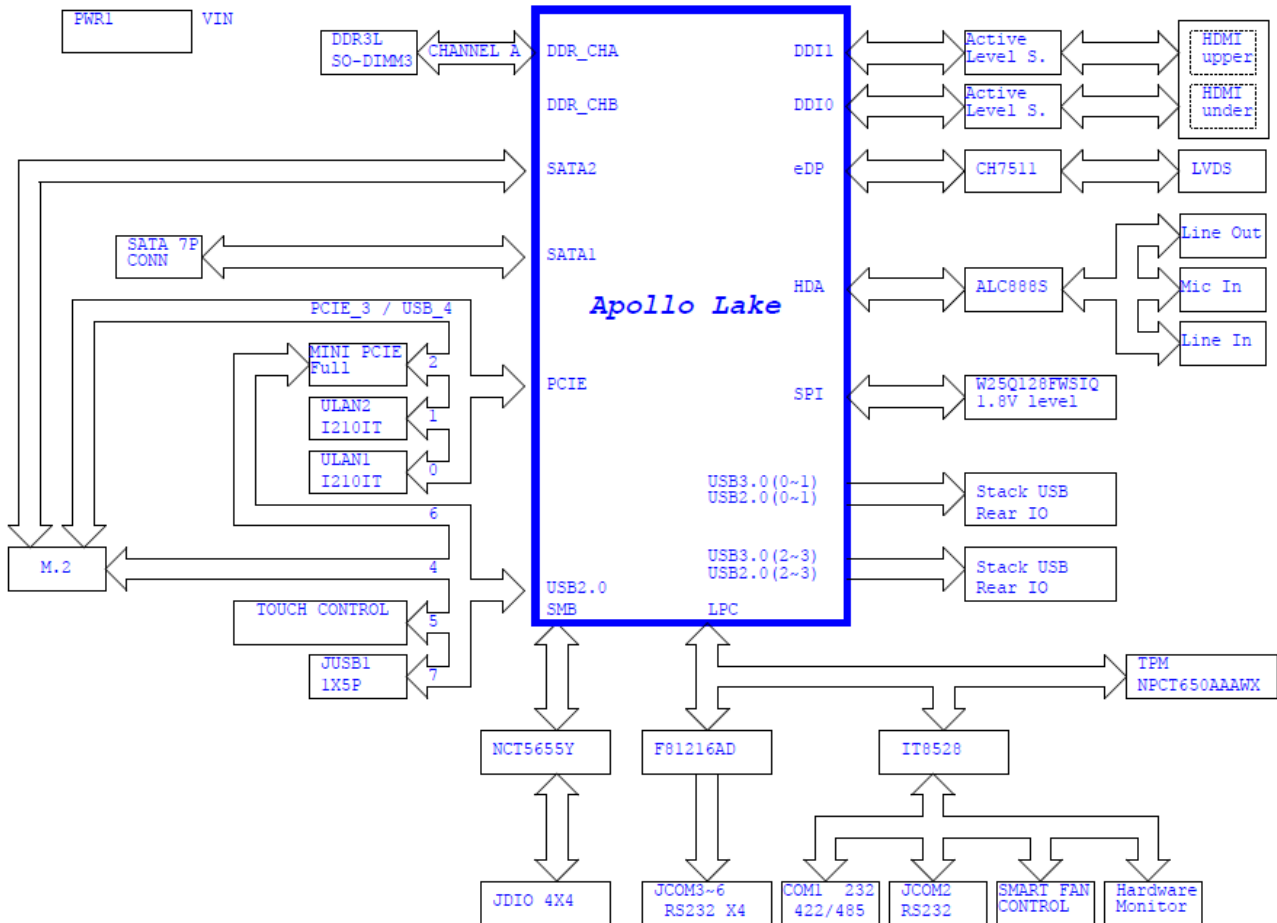 PWR1 VIN
DDR3L
SO-DIMM3
CHANNEL A
DDR_CHA
DDI1
Active
Level S.
HDMI
upper
DDR_CHB
DDI0
Active
Level S.
HDMI
under
SATA2
eDP
CH7511
LVDS
SATA 7P
CONN
SATA1
HDA
ALC888S
Line Out
Mic In
Line In
Apollo Lake
PCIE_3 / USB_4
MINI PCIE
Full
2
PCIE
SPI
W25Q128FWSIQ
1.8V level
ULAN2
I210IT
1
ULAN1
I210IT
0
USB3.0(0~1)
USB2.0(0~1)
Stack USB
Rear IO
6
M.2
4
USB3.0(2~3)
USB2.0(2~3)
Stack USB
Rear IO
USB2.0
SMB
LPC
TOUCH CONTROL
5
JUSB1
1X5P
7
TPM
NPCT650AAAWX
NCT5655Y
F81216AD
IT8528
JDIO 4X4
JCOM3~6
RS232 X4
COM1 232
422/485
JCOM2
RS232
SMART FAN
CONTROL
Hardware
Monitor